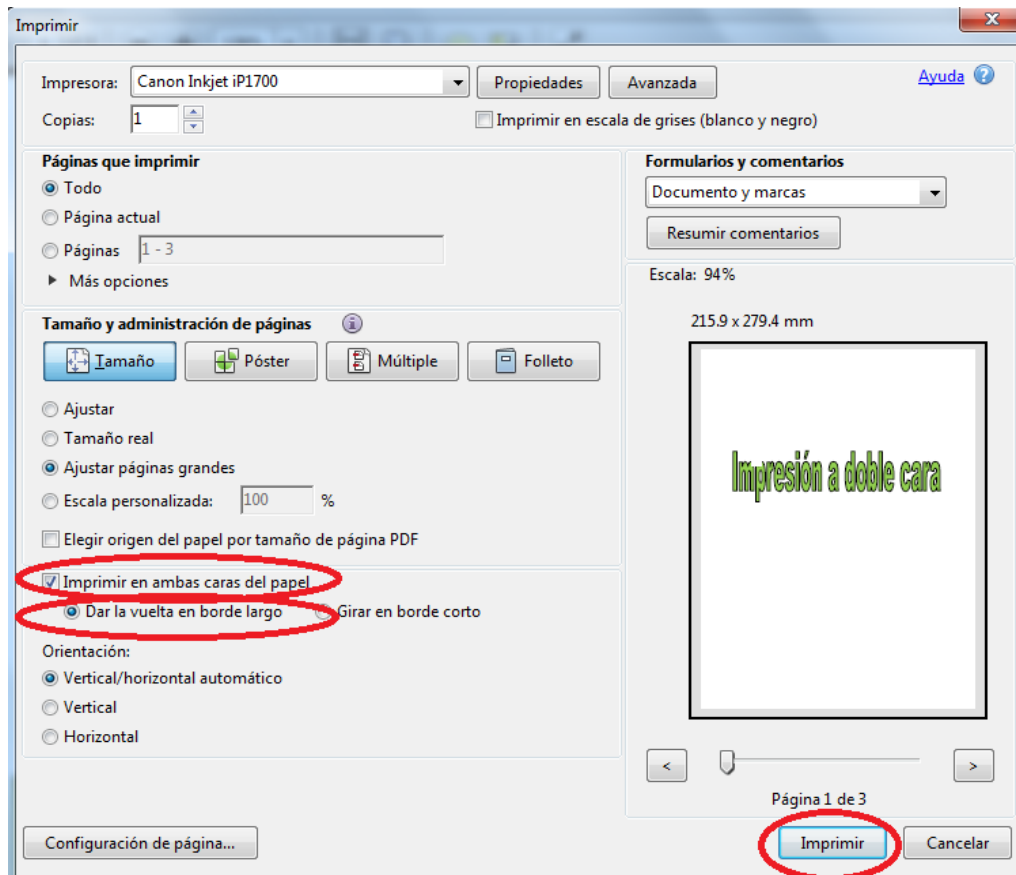 Imprimir
Impresora: Canon Inkjet iP1700 Propiedades Avanzada Ayuda
Copias: 1 Imprimir en escala de grises (blanco y negro)
Páginas que imprimir
Todo
Página actual
Páginas 1 - 3
Más opciones
Tamaño y administración de páginas
Tamaño Póster Múltiple Folleto
Ajustar
Tamaño real
Ajustar páginas grandes
Escala personalizada: 100 %
Elegir origen del papel por tamaño de página PDF
Imprimir en ambas caras del papel
Dar la vuelta en borde largo Girar en borde corto
Orientación:
Vertical/horizontal automático
Vertical
Horizontal
Formularios y comentarios
Documento y marcas
Resumir comentarios
Escala: 94%
215.9 x 279.4 mm
Impresión a doble cara
< >
Página 1 de 3
Configuración de página... Imprimir Cancelar